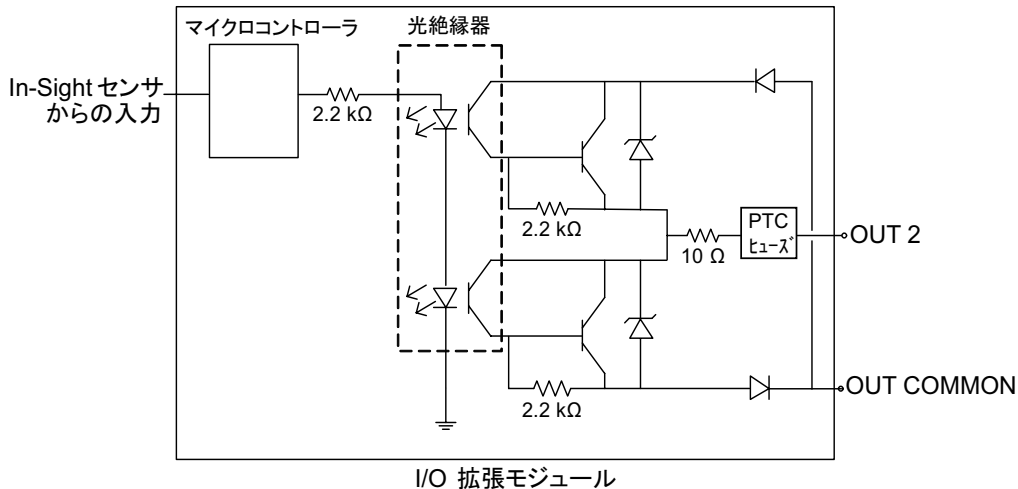 マイクロコントローラ
光絶縁器
In-Sight センサ
からの入力
2.2 kΩ
2.2 kΩ
10 Ω
PTC
ﾋｭｰｽﾞ
OUT 2
2.2 kΩ
OUT COMMON
I/O 拡張モジュール